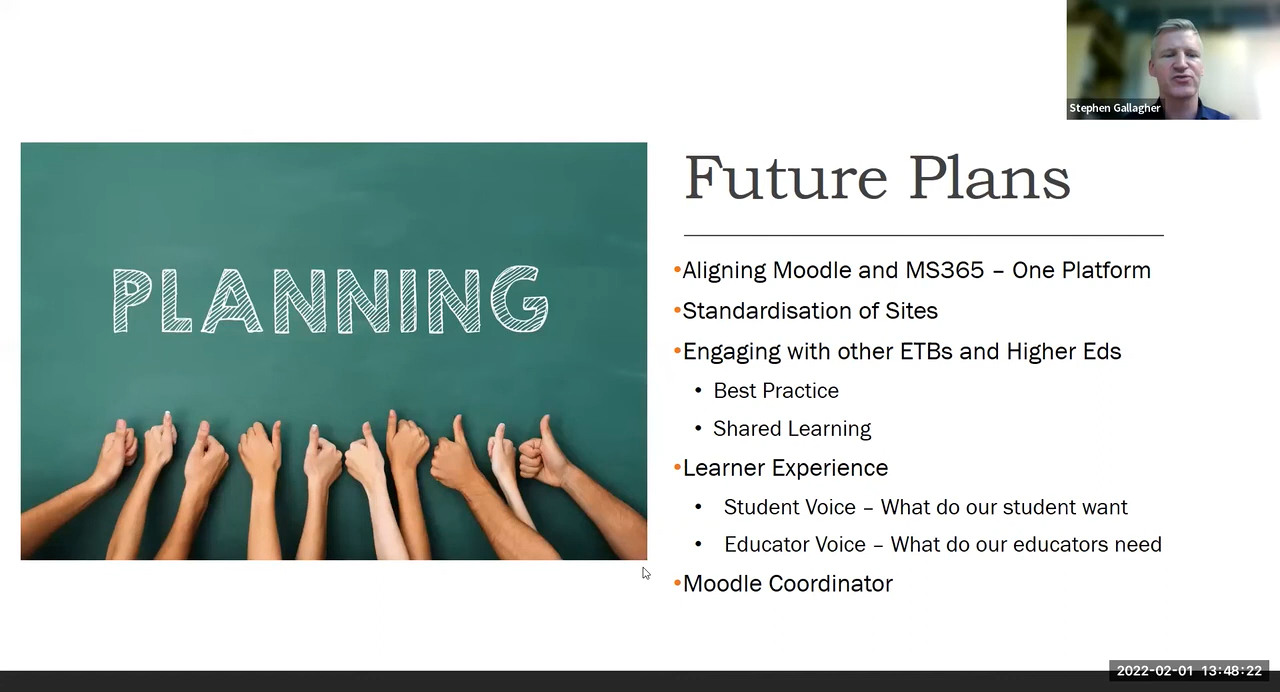 Stephen Gallagher
PLANNING
Future Plans
•Aligning Moodle and MS365 – One Platform
•Standardisation of Sites
•Engaging with other ETBs and Higher Eds
• Best Practice
• Shared Learning
•Learner Experience
• Student Voice – What do our student want
• Educator Voice – What do our educators need
•Moodle Coordinator
2022-02-01 13:48:22